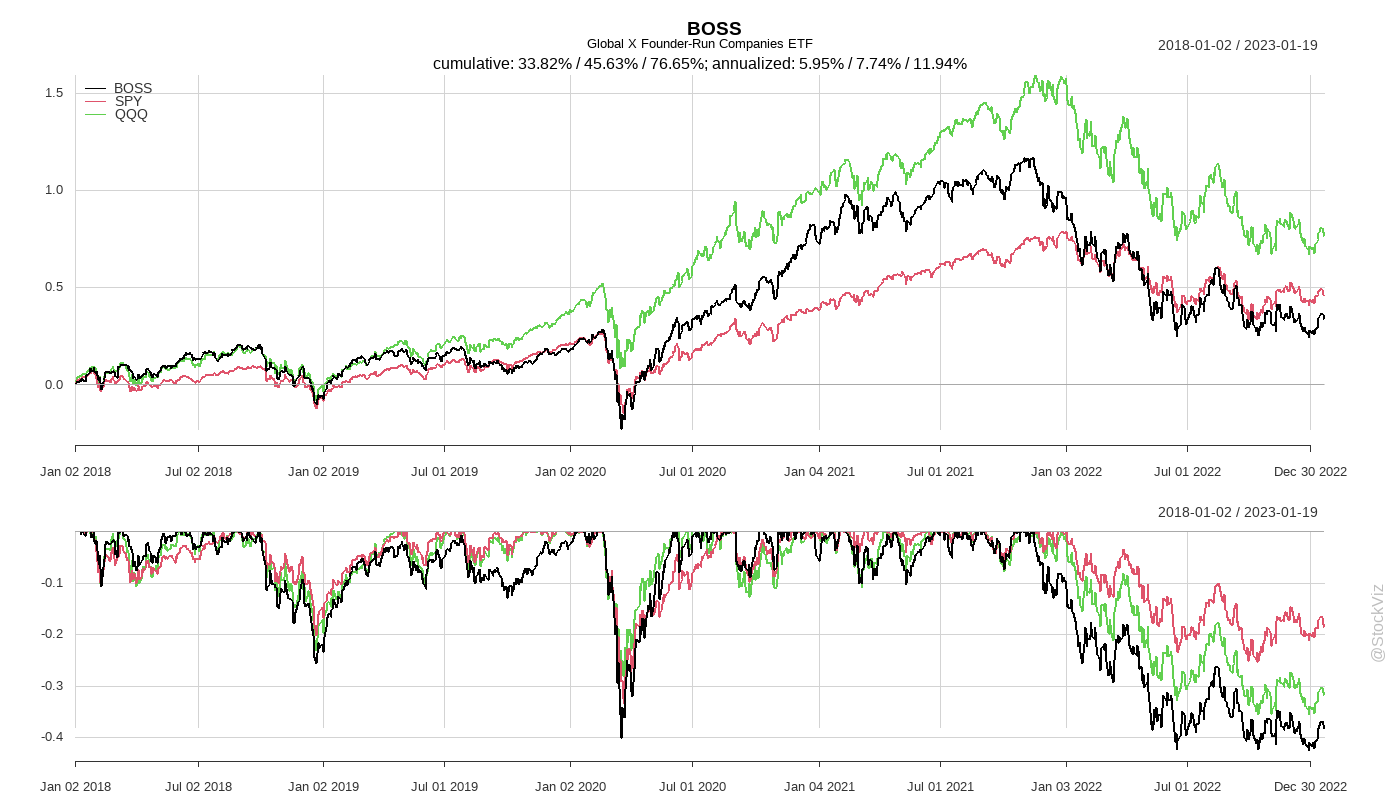 BOSS
Global X Founder-Run Companies ETF
2018-01-02 / 2023-01-19
cumulative: 33.82% / 45.63% / 76.65%; annualized: 5.95% / 7.74% / 11.94%
BOSS
SPY
QQQ
1.5
1.0
0.5
0.0
Jan 02 2018 Jul 02 2018 Jan 02 2019 Jul 01 2019 Jan 02 2020 Jul 01 2020 Jan 04 2021 Jul 01 2021 Jan 03 2022 Jul 01 2022 Dec 30 2022
2018-01-02 / 2023-01-19
-0.1
-0.2
-0.3
-0.4
Jan 02 2018 Jul 02 2018 Jan 02 2019 Jul 01 2019 Jan 02 2020 Jul 01 2020 Jan 04 2021 Jul 01 2021 Jan 03 2022 Jul 01 2022 Dec 30 2022
@StockViz